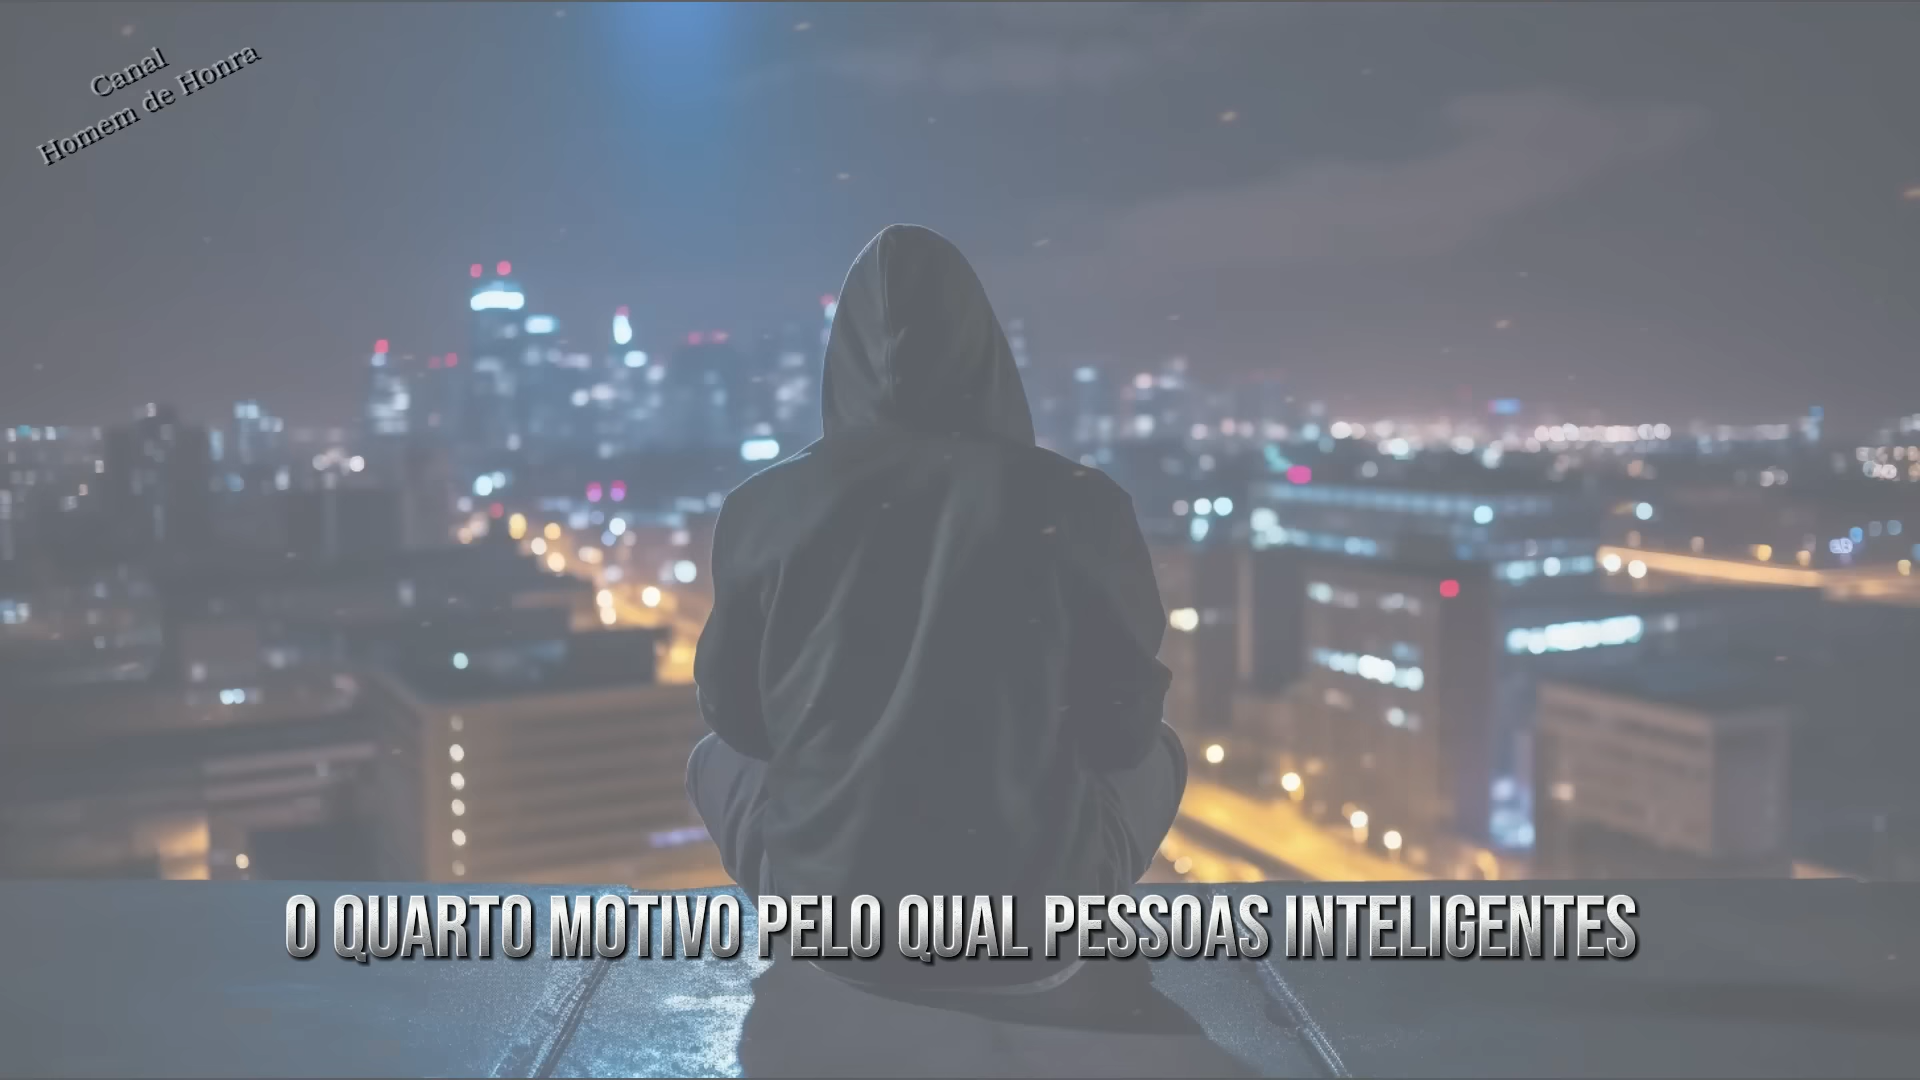 Canal
Homem de Honra
O QUARTO MOTIVO PELO QUAL PESSOAS INTELIGENTES